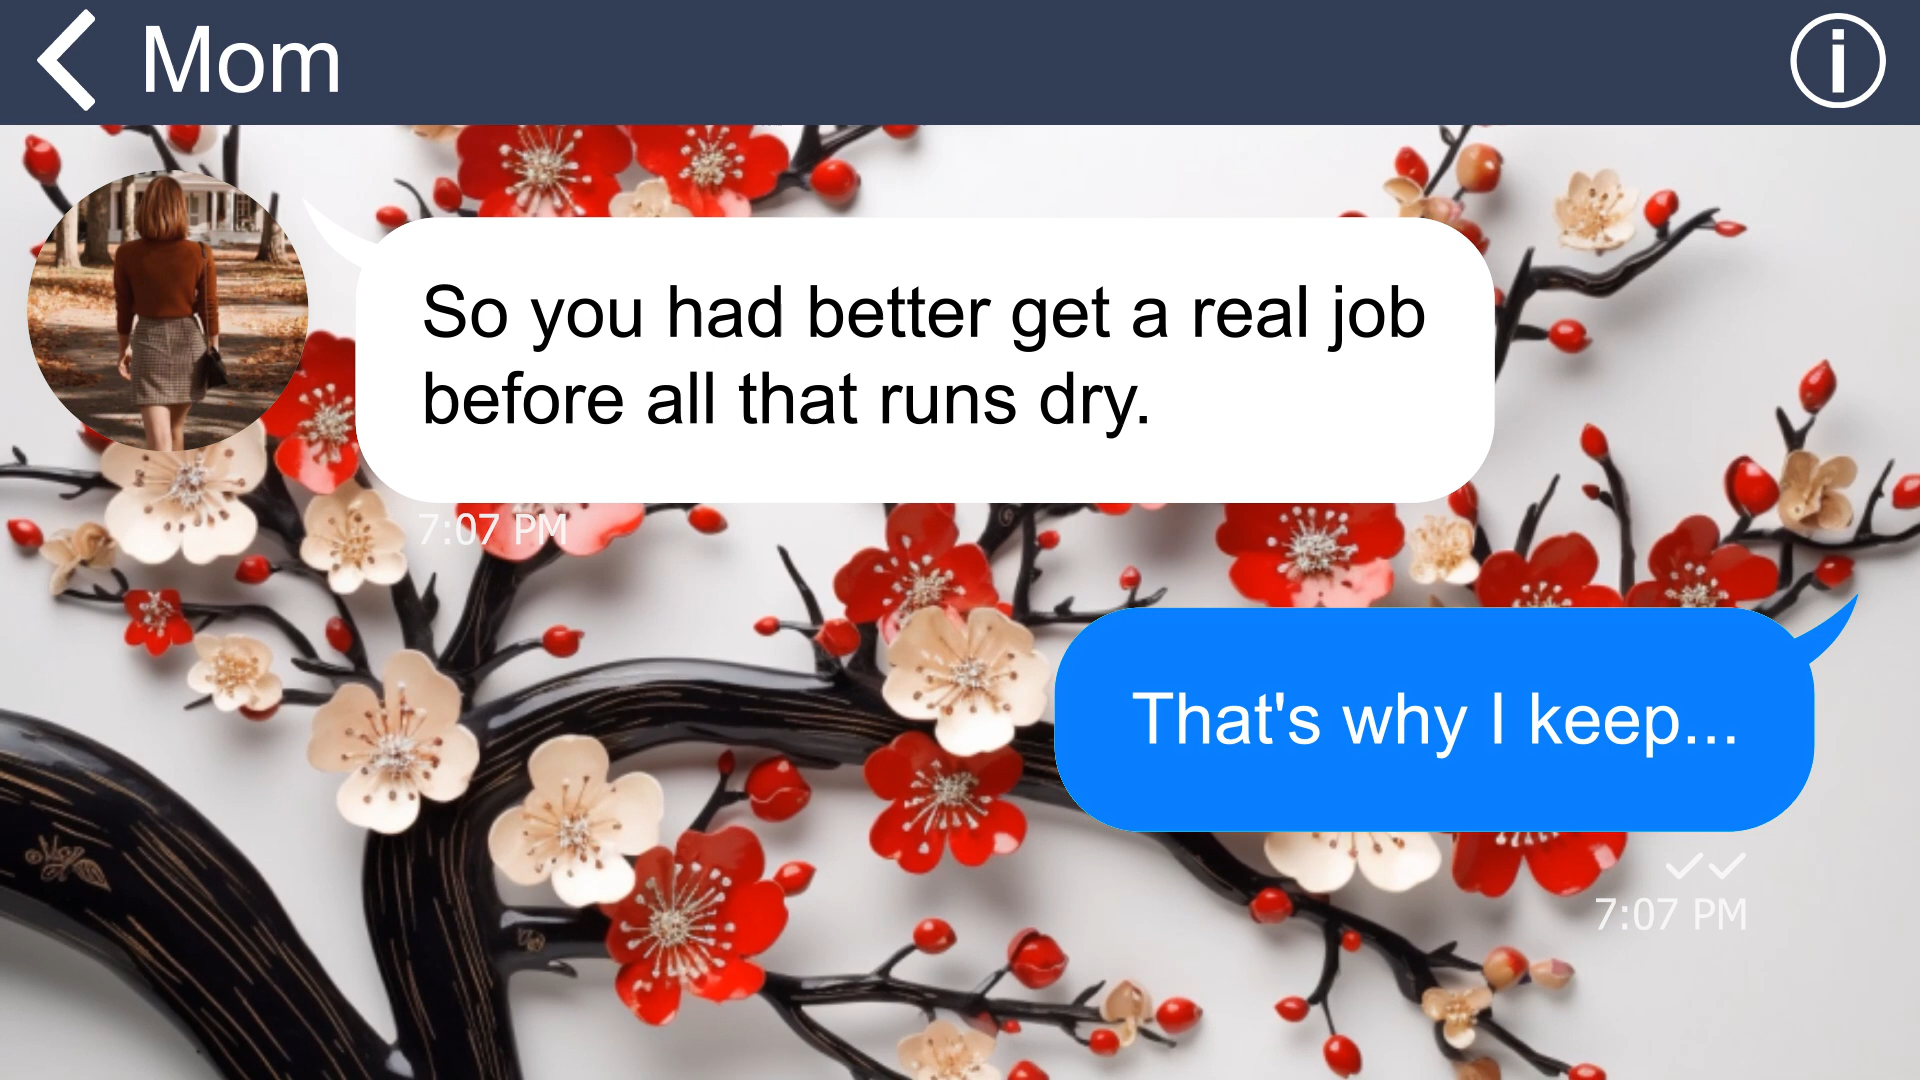 Mom
So you had better get a real job
before all that runs dry.
7:07 PM
That's why I keep...
7:07 PM